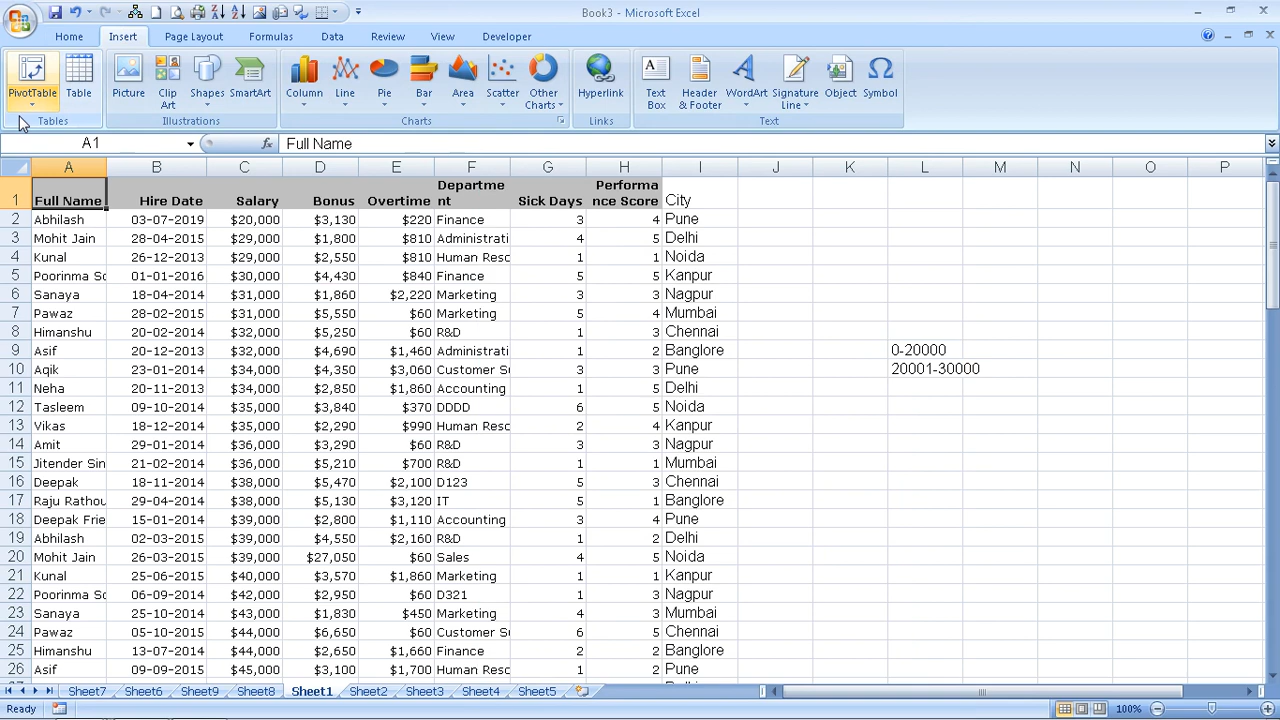 Book3 - Microsoft Excel
Home Insert Page Layout Formulas Data Review View Developer
PivotTable Table Picture Clip Art Shapes SmartArt Column Line Pie Bar Area Scatter Other Charts Hyperlink Text Box Header & Footer WordArt Signature Line Object Symbol
Tables Illustrations Charts Links Text
A1 fx Full Name
A B C D E F G H I J K L M N O P
1 Full Name Hire Date Salary Bonus Overtime Departme nt Sick Days Performa nce Score City
2 Abhilash 03-07-2019 $20,000 $3,130 $220 Finance 3 4 Pune
3 Mohit Jain 28-04-2015 $29,000 $1,800 $810 Administrati 4 5 Delhi
4 Kunal 26-12-2013 $29,000 $2,550 $810 Human Reso 1 1 Noida
5 Poorinma So 01-01-2016 $30,000 $4,430 $840 Finance 5 5 Kanpur
6 Sanaya 18-04-2014 $31,000 $1,860 $2,220 Marketing 3 3 Nagpur
7 Pawaz 28-02-2015 $31,000 $5,550 $60 Marketing 5 4 Mumbai
8 Himanshu 20-02-2014 $32,000 $5,250 $60 R&D 1 3 Chennai
9 Asif 20-12-2013 $32,000 $4,690 $1,460 Administrati 1 2 Banglore 0-20000
10 Aqik 23-01-2014 $34,000 $4,350 $3,060 Customer Su 3 3 Pune 20001-30000
11 Neha 20-11-2013 $34,000 $2,850 $1,860 Accounting 1 5 Delhi
12 Tasleem 09-10-2014 $35,000 $3,840 $370 DDDD 6 5 Noida
13 Vikas 18-12-2014 $35,000 $2,290 $990 Human Reso 2 4 Kanpur
14 Amit 29-01-2014 $36,000 $3,290 $60 R&D 3 3 Nagpur
15 Jitender Sin 21-02-2014 $36,000 $5,210 $700 R&D 1 1 Mumbai
16 Deepak 18-11-2014 $38,000 $5,470 $2,100 D123 5 3 Chennai
17 Raju Rathou 29-04-2014 $38,000 $5,130 $3,120 IT 5 1 Banglore
18 Deepak Frie 15-01-2014 $39,000 $2,800 $1,110 Accounting 3 4 Pune
19 Abhilash 02-03-2015 $39,000 $4,550 $2,160 R&D 1 2 Delhi
20 Mohit Jain 26-03-2015 $39,000 $27,050 $60 Sales 4 5 Noida
21 Kunal 25-06-2015 $40,000 $3,570 $1,860 Marketing 1 1 Kanpur
22 Poorinma So 06-09-2014 $42,000 $2,950 $60 D321 1 3 Nagpur
23 Sanaya 25-10-2014 $43,000 $1,830 $450 Marketing 4 3 Mumbai
24 Pawaz 05-10-2015 $44,000 $6,650 $60 Customer Su 6 5 Chennai
25 Himanshu 13-07-2014 $44,000 $2,650 $1,660 Finance 2 2 Banglore
26 Asif 09-09-2015 $45,000 $3,100 $1,700 Human Reso 1 2 Pune
Sheet7 Sheet6 Sheet9 Sheet8 Sheet1 Sheet2 Sheet3 Sheet4 Sheet5
Ready 100%